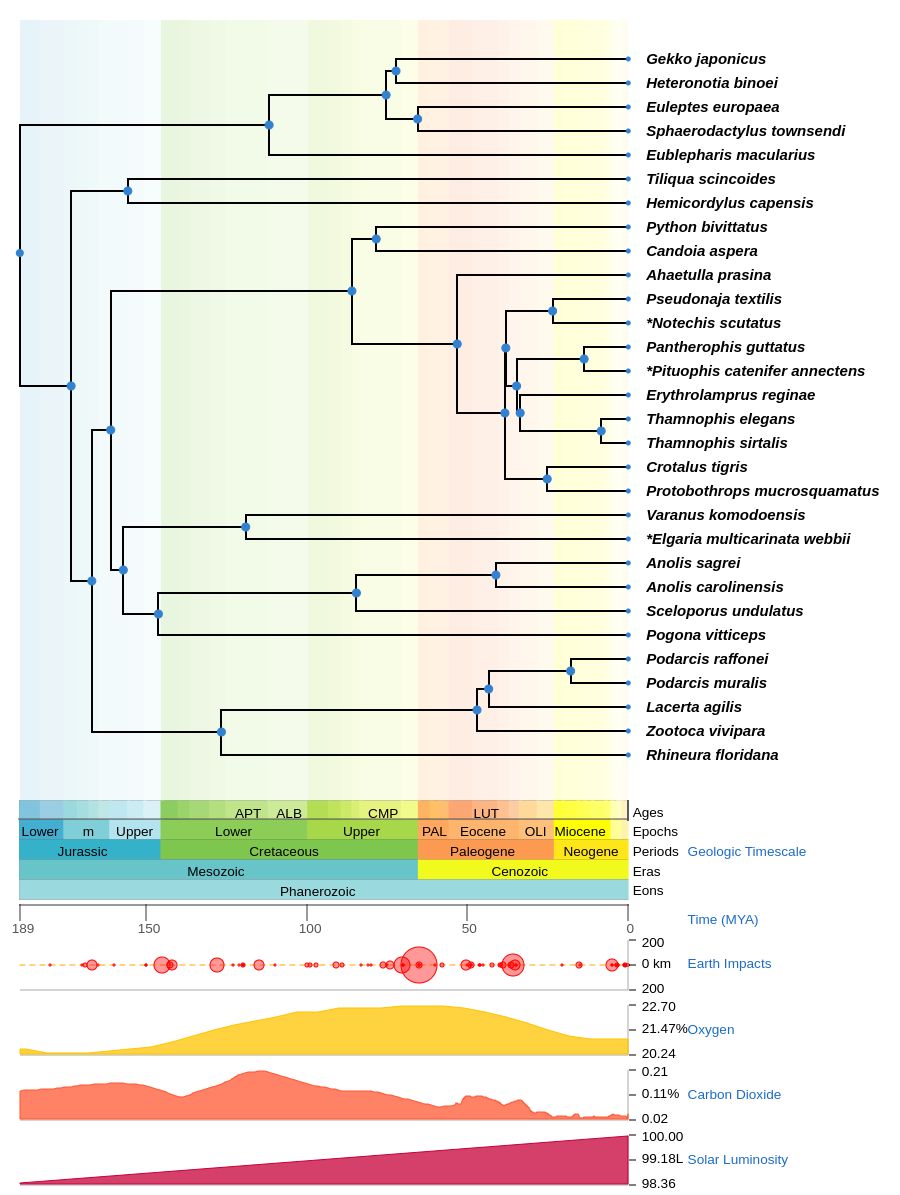 Gekko japonicus
Heteronotia binoei
Euleptes europaea
Sphaerodactylus townsendi
Eublepharis macularius
Tiliqua scincoides
Hemicordylus capensis
Python bivittatus
Candoia aspera
Ahaetulla prasina
Pseudonaja textilis
*Notechis scutatus
Pantherophis guttatus
*Pituophis catenifer annectens
Erythrolamprus reginae
Thamnophis elegans
Thamnophis sirtalis
Crotalus tigris
Protobothrops mucrosquamatus
Varanus komodoensis
*Elgaria multicarinata webbii
Anolis sagrei
Anolis carolinensis
Sceloporus undulatus
Pogona vitticeps
Podarcis raffonei
Podarcis muralis
Lacerta agilis
Zootoca vivipara
Rhineura floridana
APT ALB CMP LUT Ages
Lower m Upper Lower Upper PAL Eocene OLI Miocene Epochs
Jurassic Cretaceous Paleogene Neogene Periods Geologic Timescale
Mesozoic Cenozoic Eras
Phanerozoic Eons
189 150 100 50 0 Time (MYA)
200
0 km Earth Impacts
200
22.70
21.47% Oxygen
20.24
0.21
0.11% Carbon Dioxide
0.02
100.00
99.18L Solar Luminosity
98.36